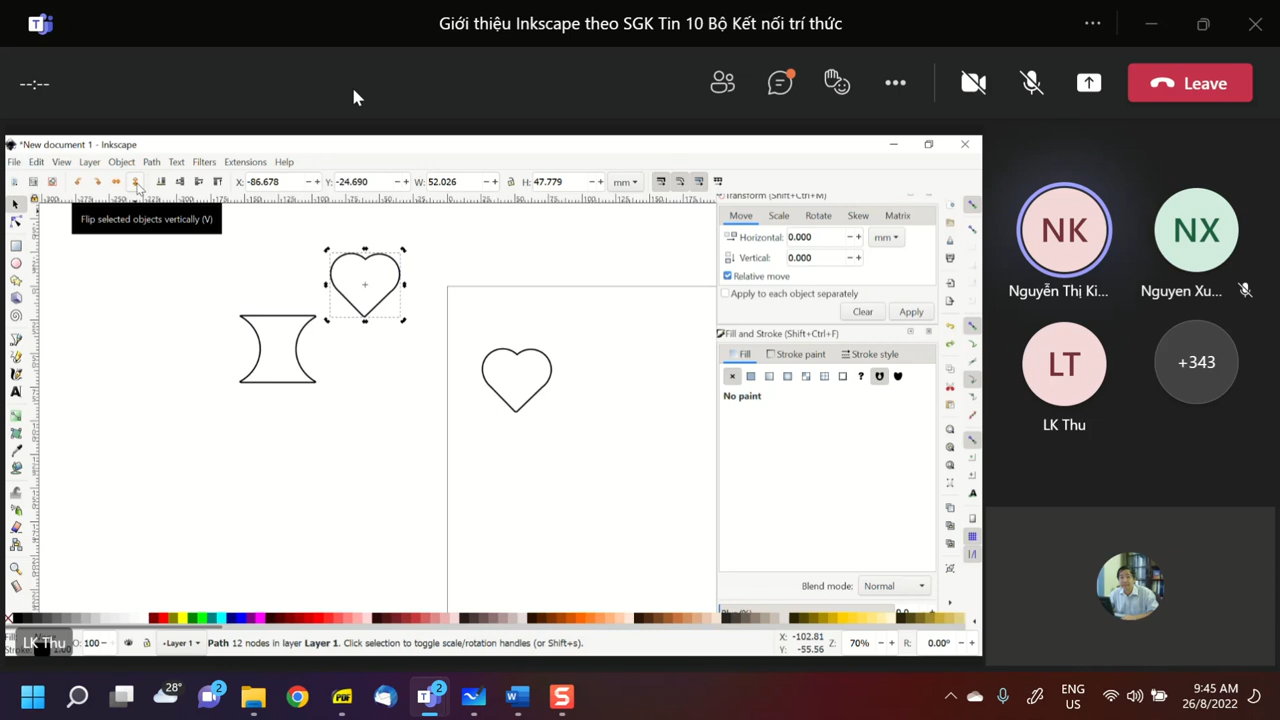 Giới thiệu Inkscape theo SGK Tin 10 Bộ Kết nối trí thức
--:--
Leave
*New document 1 - Inkscape
File Edit View Layer Object Path Text Filters Extensions Help
X: -86.678 Y: -24.690 W: 52.026 H: 47.779 mm
Flip selected objects vertically (V)
Transform (Shift+Ctrl+M)
Move Scale Rotate Skew Matrix
Horizontal: 0.000 mm
Vertical: 0.000
Relative move
Apply to each object separately
Clear Apply
Fill and Stroke (Shift+Ctrl+F)
Fill Stroke paint Stroke style
No paint
Blend mode: Normal
LK Thu
O: 100
Layer 1
Path 12 nodes in layer Layer 1. Click selection to toggle scale/rotation handles (or Shift+s).
X: -102.81
Y: -55.56
Z: 70%
R: 0.00°
NK
Nguyễn Thị Ki...
NX
Nguyen Xu...
LT
LK Thu
+343
28°
2
2
PDF
ENG
US
9:45 AM
26/8/2022